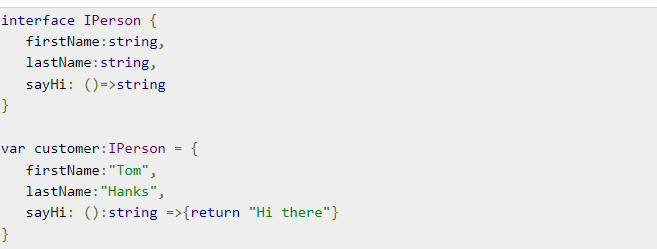 interface IPerson {
   firstName:string,
   lastName:string,
   sayHi: ()=>string
}

var customer:IPerson = {
   firstName:"Tom",
   lastName:"Hanks",
   sayHi: ():string =>{return "Hi there"}
}